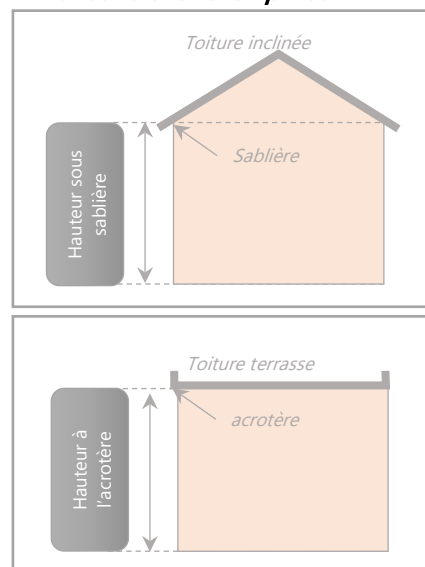 Toiture inclinée
Sablière
Hauteur sous
sablière
Toiture terrasse
acrotère
Hauteur à
l'acrotère